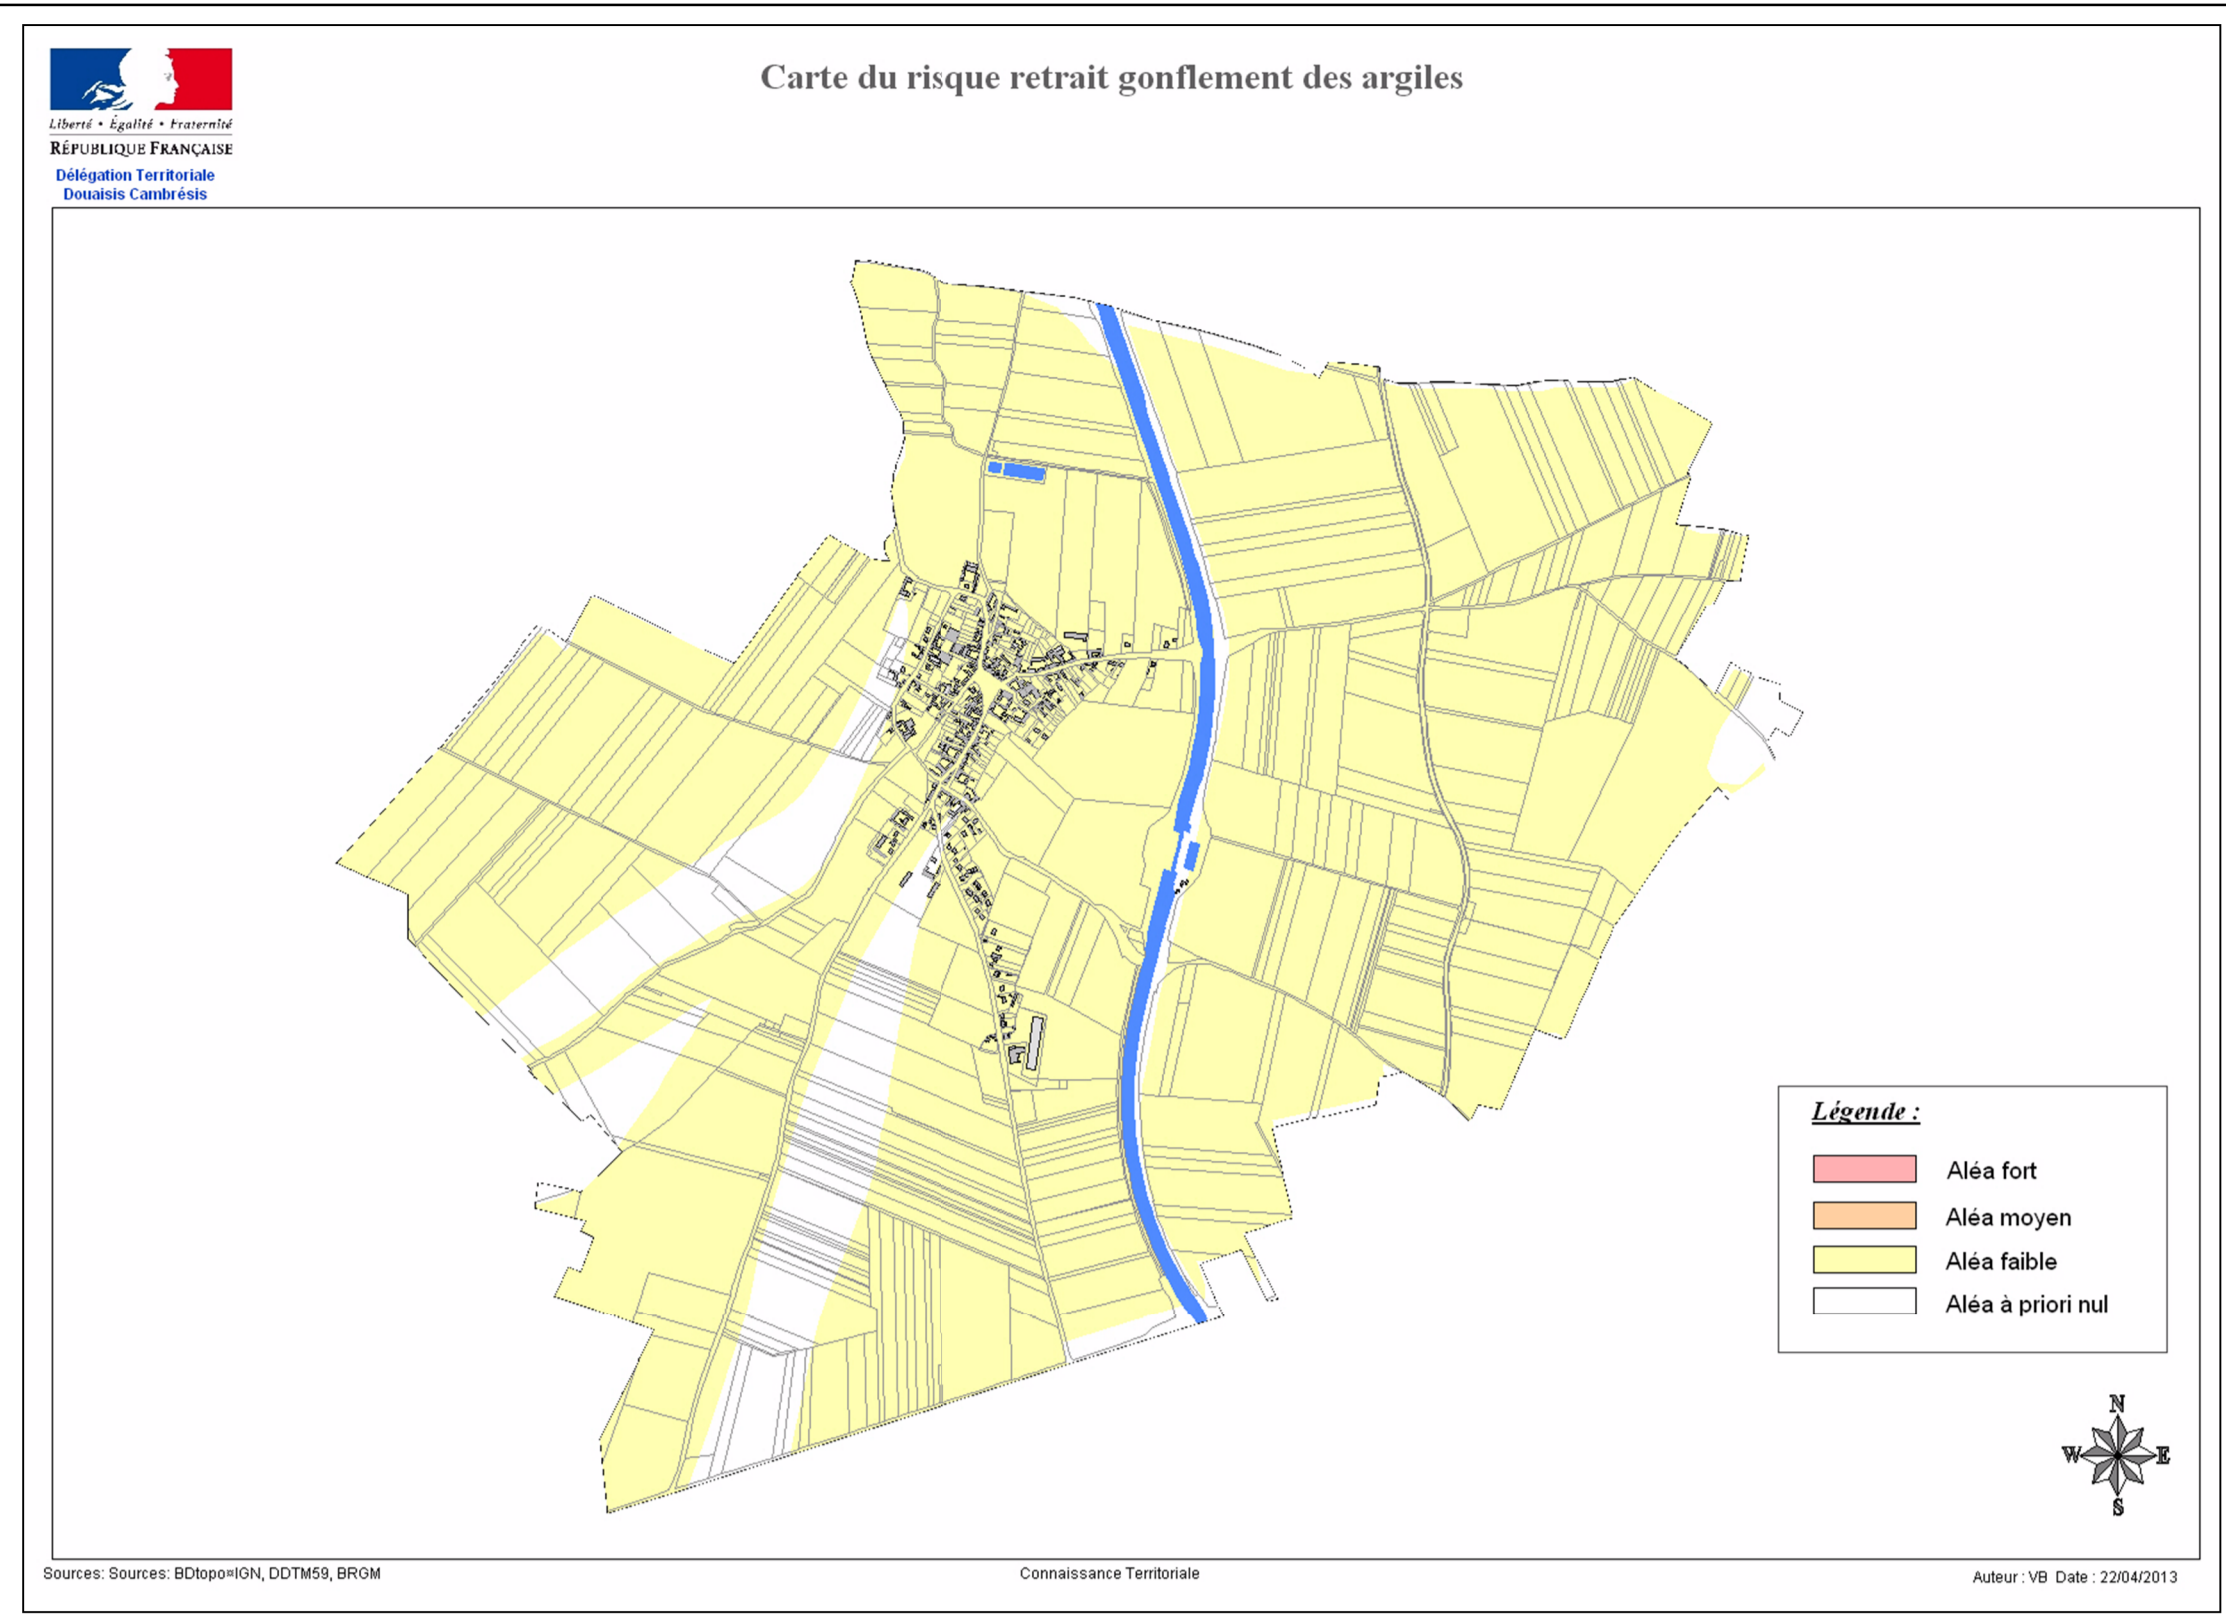 Carte du risque retrait gonflement des argiles
Liberté • Égalité • Fraternité
RÉPUBLIQUE FRANÇAISE
Délégation Territoriale
Douaisis Cambrésis
Légende :
Aléa fort
Aléa moyen
Aléa faible
Aléa à priori nul
N
W E
S
Sources: Sources: BDtopo¤IGN, DDTM59, BRGM
Connaissance Territoriale
Auteur : VB Date : 22/04/2013